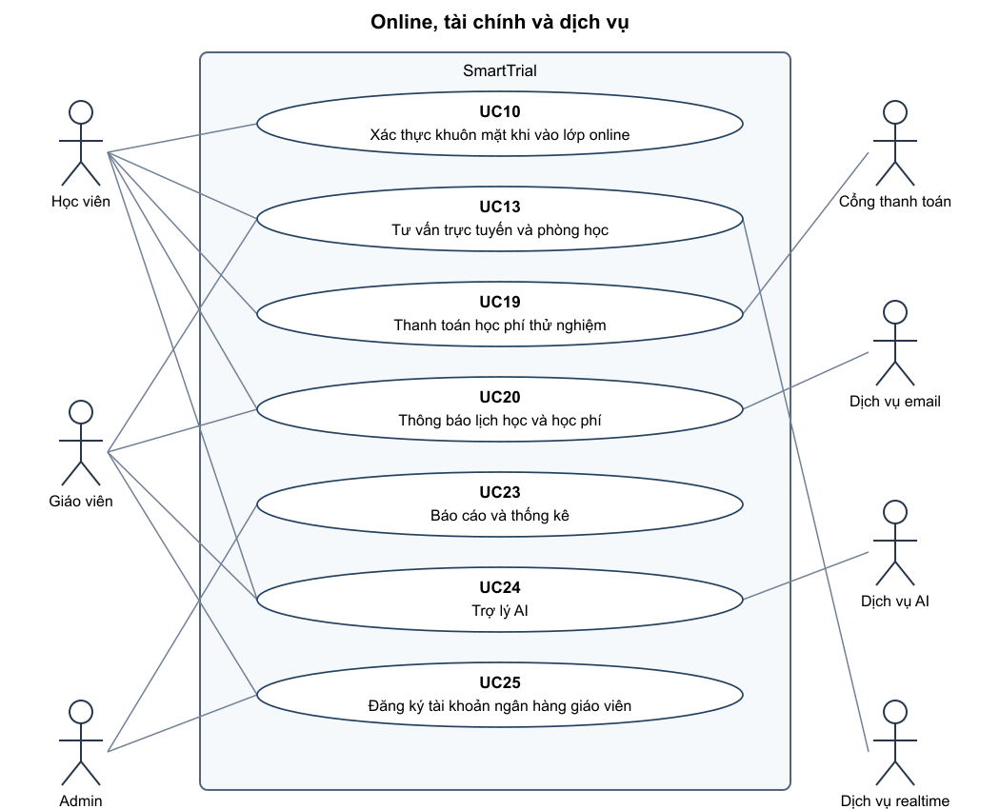 Online, tài chính và dịch vụ
SmartTrial
UC10
Xác thực khuôn mặt khi vào lớp online
UC13
Tư vấn trực tuyến và phòng học
UC19
Thanh toán học phí thử nghiệm
UC20
Thông báo lịch học và học phí
UC23
Báo cáo và thống kê
UC24
Trợ lý AI
UC25
Đăng ký tài khoản ngân hàng giáo viên
Học viên
Giáo viên
Admin
Cổng thanh toán
Dịch vụ email
Dịch vụ AI
Dịch vụ realtime